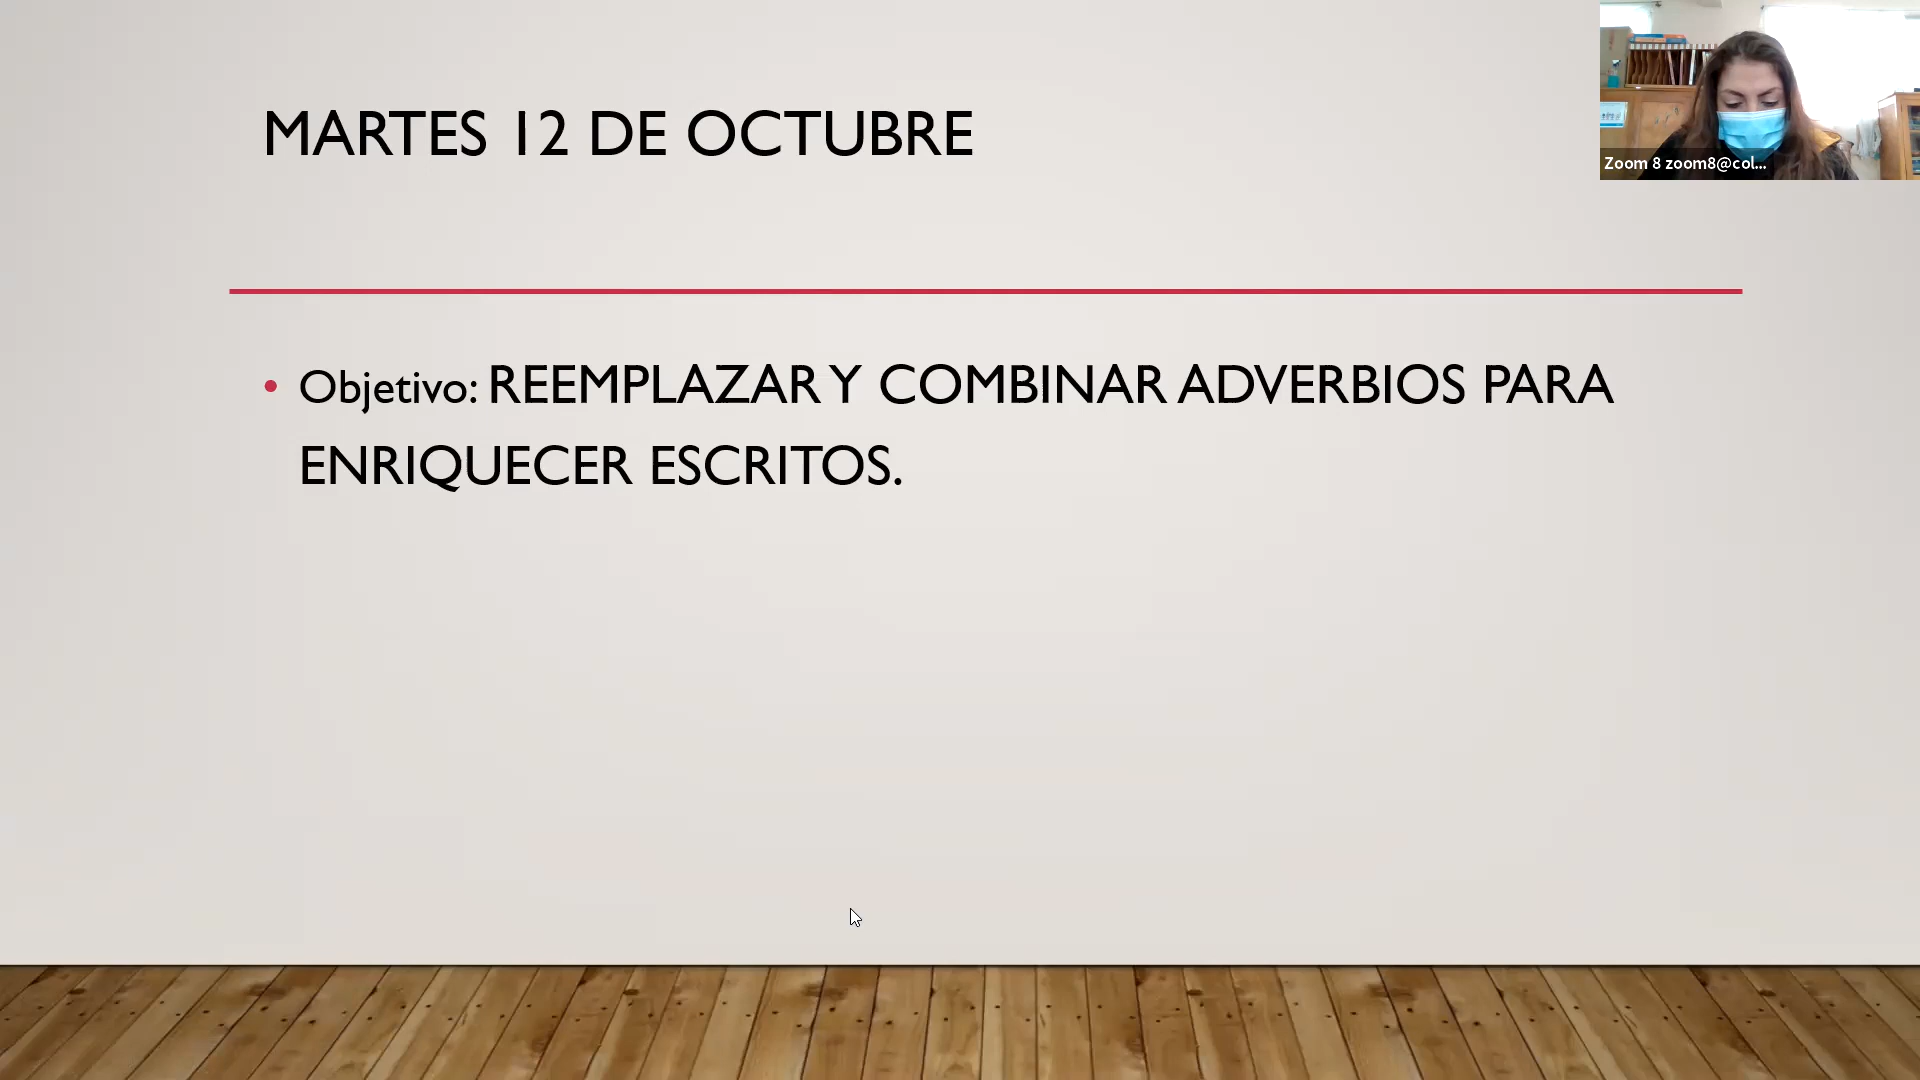 MARTES 12 DE OCTUBRE
Zoom 8 zoom8@col...
• Objetivo: REEMPLAZAR Y COMBINAR ADVERBIOS PARA
ENRIQUECER ESCRITOS.